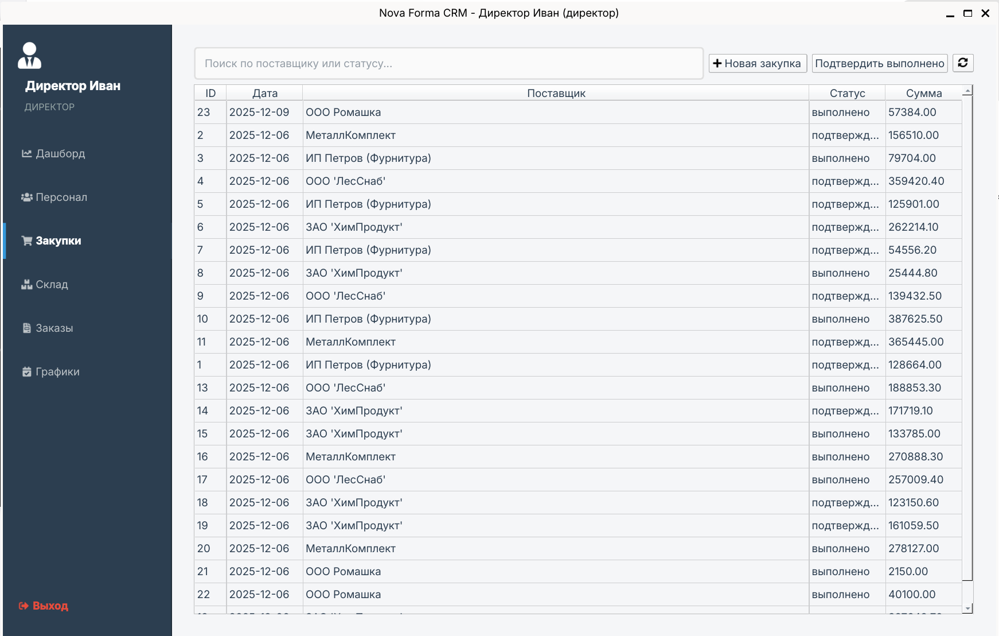 Nova Forma CRM - Директор Иван (директор)
Директор Иван
ДИРЕКТОР
Дашборд
Персонал
Закупки
Склад
Заказы
Графики
Выход
Поиск по поставщику или статусу...
Новая закупка
Подтвердить выполнено
ID Дата Поставщик Статус Сумма
23 2025-12-09 ООО Ромашка выполнено 57384.00
2 2025-12-06 МеталлКомплект подтвержд... 156510.00
3 2025-12-06 ИП Петров (Фурнитура) выполнено 79704.00
4 2025-12-06 ООО 'ЛесСнаб' подтвержд... 359420.40
5 2025-12-06 ИП Петров (Фурнитура) подтвержд... 125901.00
6 2025-12-06 ЗАО 'ХимПродукт' подтвержд... 262214.10
7 2025-12-06 ИП Петров (Фурнитура) подтвержд... 54556.20
8 2025-12-06 ЗАО 'ХимПродукт' выполнено 25444.80
9 2025-12-06 ООО 'ЛесСнаб' подтвержд... 139432.50
10 2025-12-06 ИП Петров (Фурнитура) выполнено 387625.50
11 2025-12-06 МеталлКомплект подтвержд... 365445.00
1 2025-12-06 ИП Петров (Фурнитура) подтвержд... 128664.00
13 2025-12-06 ООО 'ЛесСнаб' выполнено 188853.30
14 2025-12-06 ЗАО 'ХимПродукт' подтвержд... 171719.10
15 2025-12-06 ЗАО 'ХимПродукт' выполнено 133785.00
16 2025-12-06 МеталлКомплект выполнено 270888.30
17 2025-12-06 ООО 'ЛесСнаб' выполнено 257009.40
18 2025-12-06 ЗАО 'ХимПродукт' подтвержд... 123150.60
19 2025-12-06 ЗАО 'ХимПродукт' подтвержд... 161059.50
20 2025-12-06 МеталлКомплект выполнено 278127.00
21 2025-12-06 ООО Ромашка выполнено 2150.00
22 2025-12-06 ООО Ромашка выполнено 40100.00